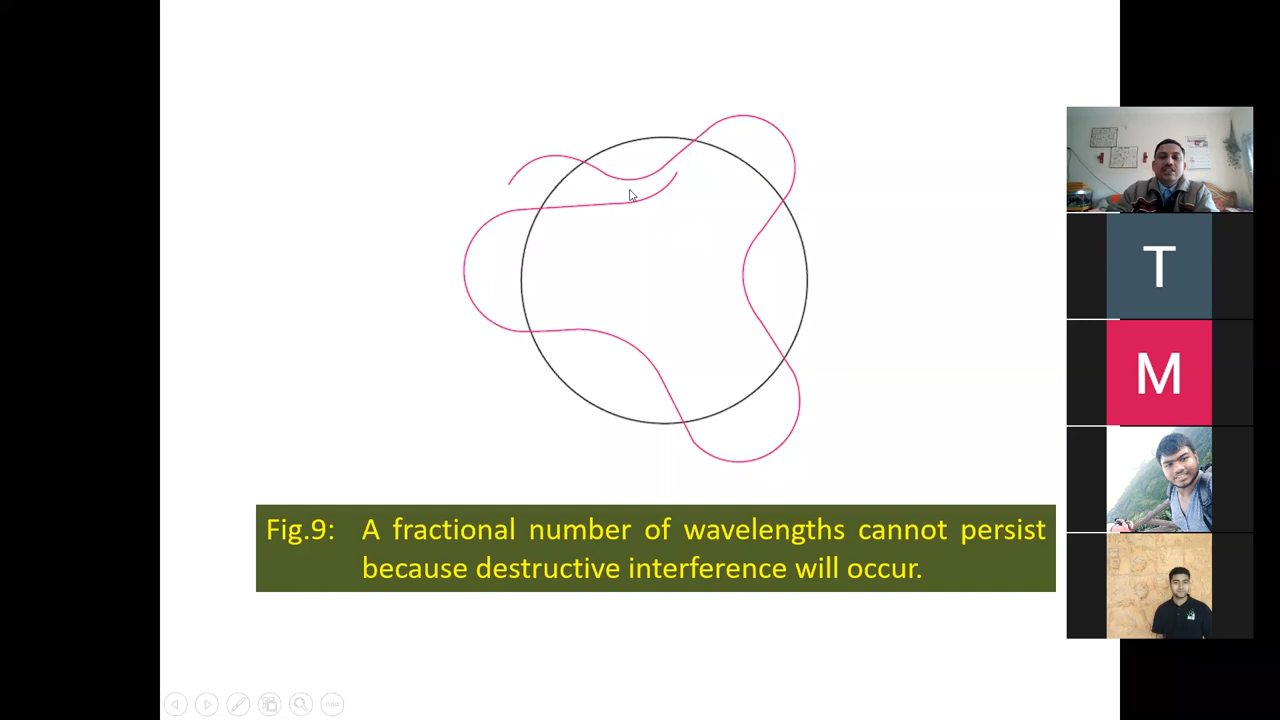 Fig.9: A fractional number of wavelengths cannot persist
because destructive interference will occur.
T
M